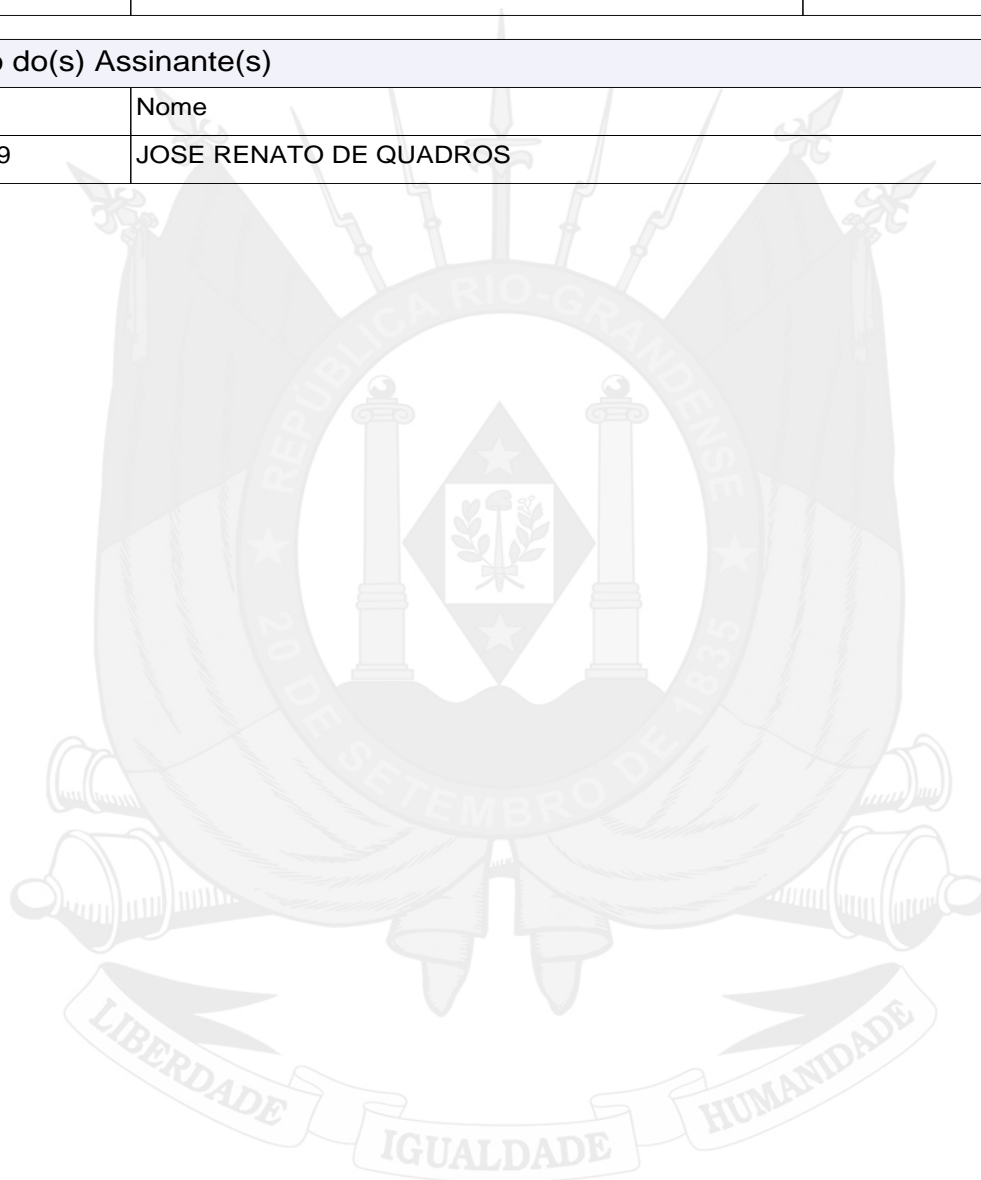 o do(s) Assinante(s)
Nome
9 JOSE RENATO DE QUADROS
REPÚBLICA RIO-GRANDENSE
20 DE SETEMBRO DE 1835
LIBERDADE IGUALDADE HUMANIDADE